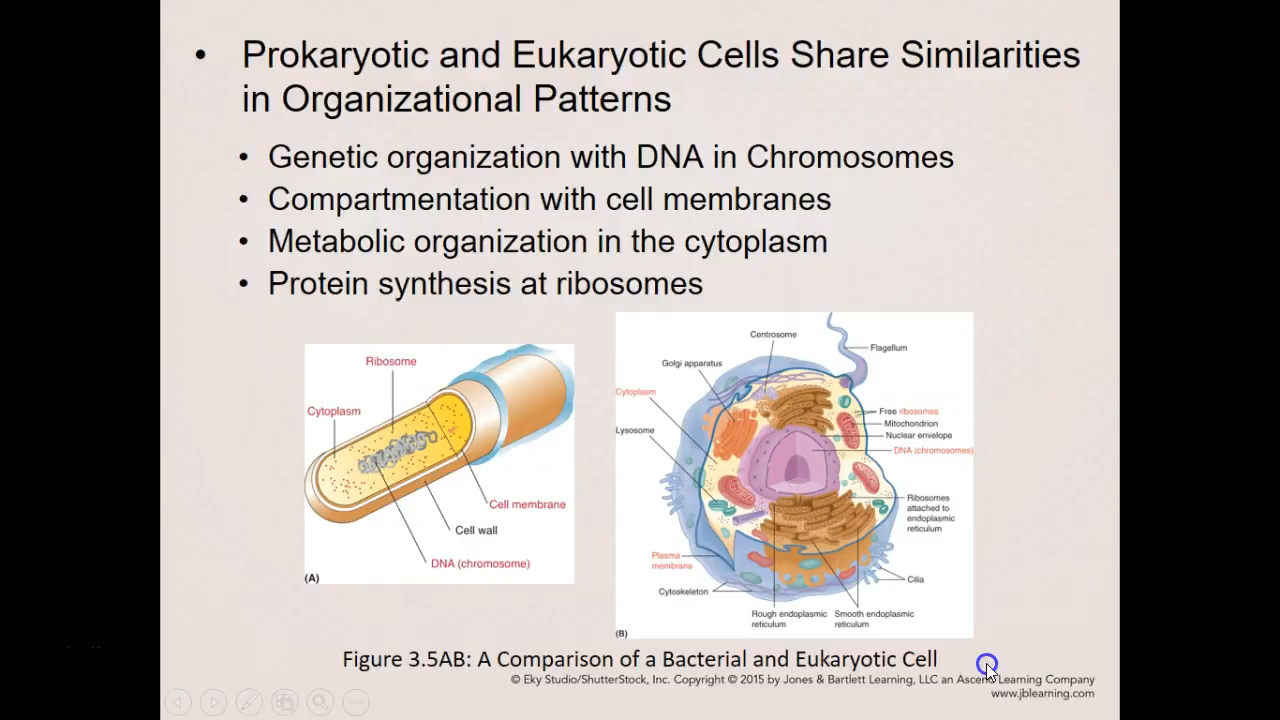 • Prokaryotic and Eukaryotic Cells Share Similarities
in Organizational Patterns
• Genetic organization with DNA in Chromosomes
• Compartmentation with cell membranes
• Metabolic organization in the cytoplasm
• Protein synthesis at ribosomes
Ribosome
Cytoplasm
Cell membrane
Cell wall
DNA (chromosome)
(A)
Centrosome
Flagellum
Golgi apparatus
Cytoplasm
Free ribosomes
Mitochondrion
Lysosome
Nuclear envelope
DNA (chromosomes)
Ribosomes
attached to
endoplasmic
reticulum
Plasma
membrane
Cilia
Cytoskeleton
Rough endoplasmic
reticulum
Smooth endoplasmic
reticulum
(B)
Figure 3.5AB: A Comparison of a Bacterial and Eukaryotic Cell
© Eky Studio/ShutterStock, Inc. Copyright © 2015 by Jones & Bartlett Learning, LLC an Ascend Learning Company
www.jblearning.com